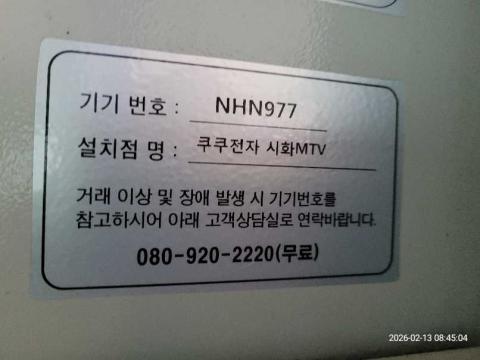 기기 번호 : NHN977
설치점 명 : 쿠쿠전자 시화MTV
거래 이상 및 장애 발생 시 기기번호를
참고하시어 아래 고객상담실로 연락바랍니다.
080-920-2220(무료)
2026-02-13 08:45:04